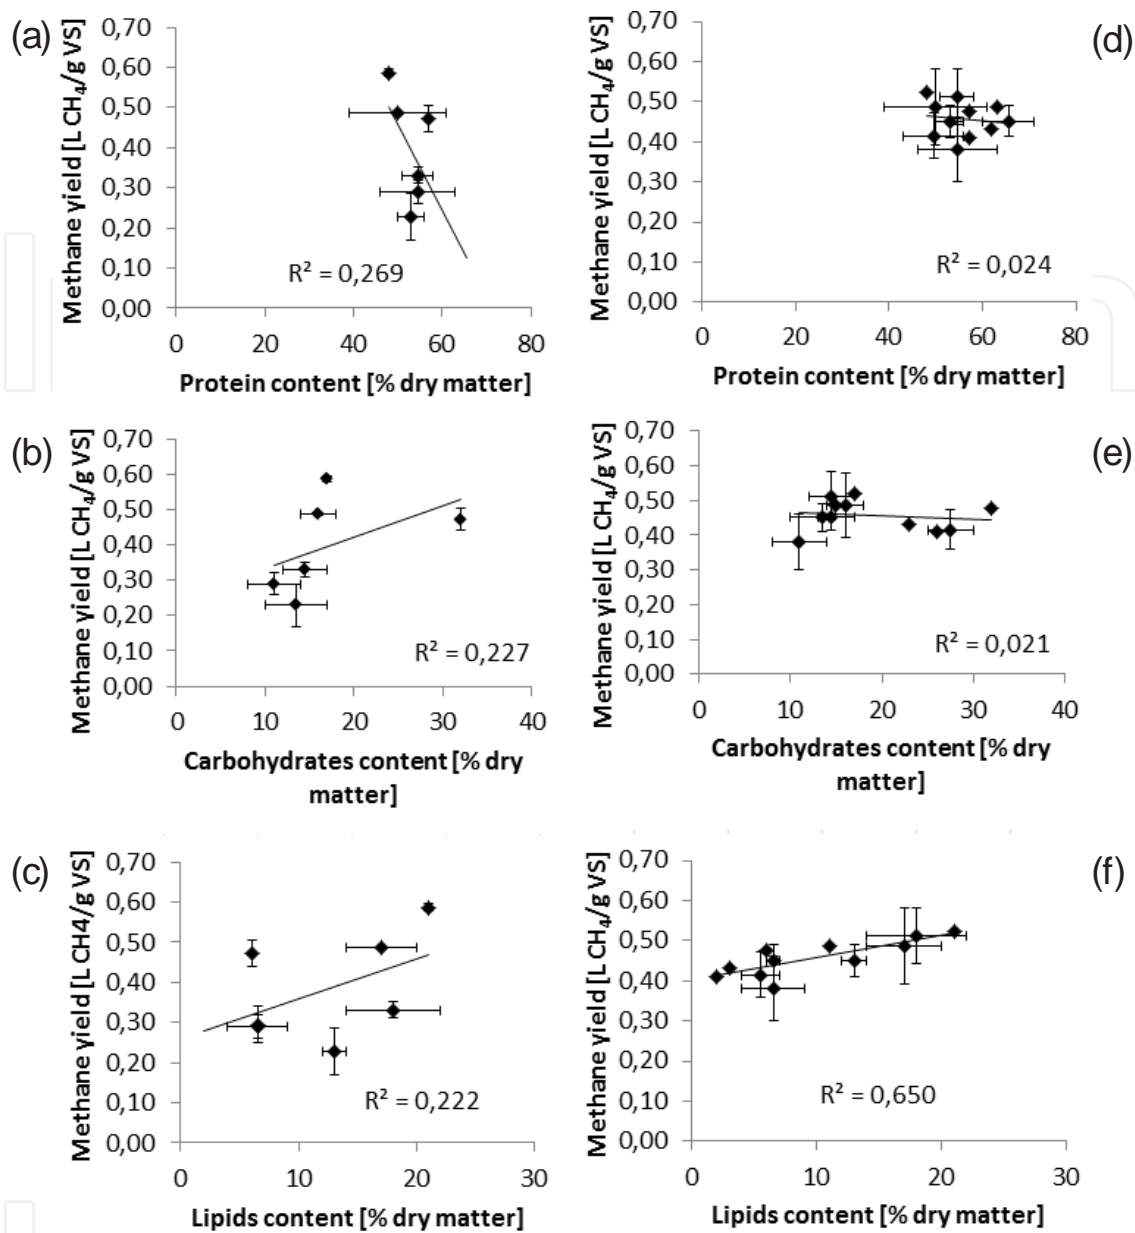 (a)
Methane yield [L CH₄/g VS]
0,70
0,60
0,50
0,40
0,30
0,20
0,10
0,00
R² = 0,269
0 20 40 60 80
Protein content [% dry matter]
(d)
Methane yield [L CH₄/g VS]
0,70
0,60
0,50
0,40
0,30
0,20
0,10
0,00
R² = 0,024
0 20 40 60 80
Protein content [% dry matter]
(b)
Methane yield [L CH₄/g VS]
0,70
0,60
0,50
0,40
0,30
0,20
0,10
0,00
R² = 0,227
0 10 20 30 40
Carbohydrates content [% dry
matter]
(e)
Methane yield [L CH₄/g VS]
0,70
0,60
0,50
0,40
0,30
0,20
0,10
0,00
R² = 0,021
0 10 20 30 40
Carbohydrates content [% dry
matter]
(c)
Methane yield [L CH4/g VS]
0,70
0,60
0,50
0,40
0,30
0,20
0,10
0,00
R² = 0,222
0 10 20 30
Lipids content [% dry matter]
(f)
Methane yield [L CH₄/g VS]
0,70
0,60
0,50
0,40
0,30
0,20
0,10
0,00
R² = 0,650
0 10 20 30
Lipids content [% dry matter]